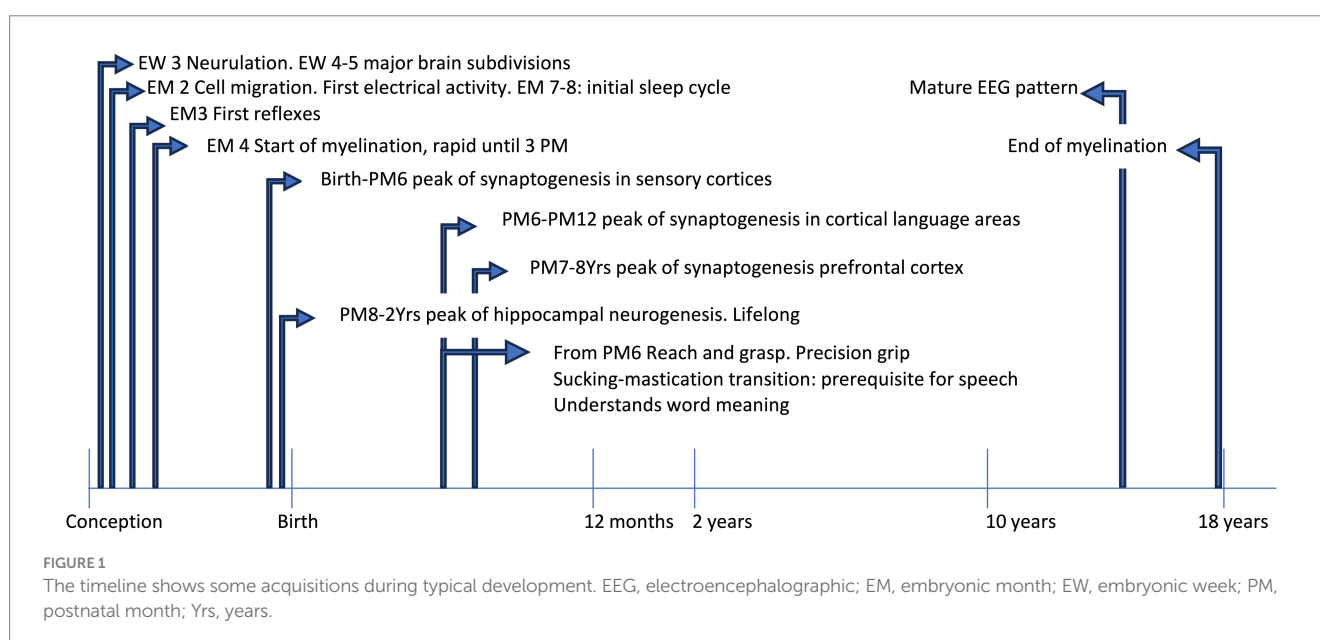 EW 3 Neurulation. EW 4-5 major brain subdivisions
EM 2 Cell migration. First electrical activity. EM 7-8: initial sleep cycle
Mature EEG pattern
EM3 First reflexes
EM 4 Start of myelination, rapid until 3 PM
End of myelination
Birth-PM6 peak of synaptogenesis in sensory cortices
PM6-PM12 peak of synaptogenesis in cortical language areas
PM7-8Yrs peak of synaptogenesis prefrontal cortex
PM8-2Yrs peak of hippocampal neurogenesis. Lifelong
From PM6 Reach and grasp. Precision grip
Sucking-mastication transition: prerequisite for speech
Understands word meaning
Conception
Birth
12 months
2 years
10 years
18 years
FIGURE 1
The timeline shows some acquisitions during typical development. EEG, electroencephalographic; EM, embryonic month; EW, embryonic week; PM,
postnatal month; Yrs, years.